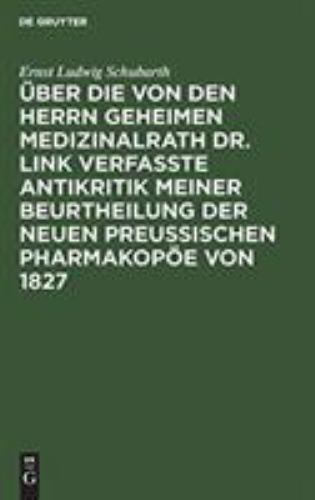 DE GRUYTER
Ernst Ludwig Schubarth
ÜBER DIE VON DEN
HERRN GEHEIMEN
MEDIZINALRATH DR.
LINK VERFASSTE
ANTIKRITIK MEINER
BEURTHEILUNG DER
NEUEN PREUSSISCHEN
PHARMAKOPÖE VON
1827
DE
G